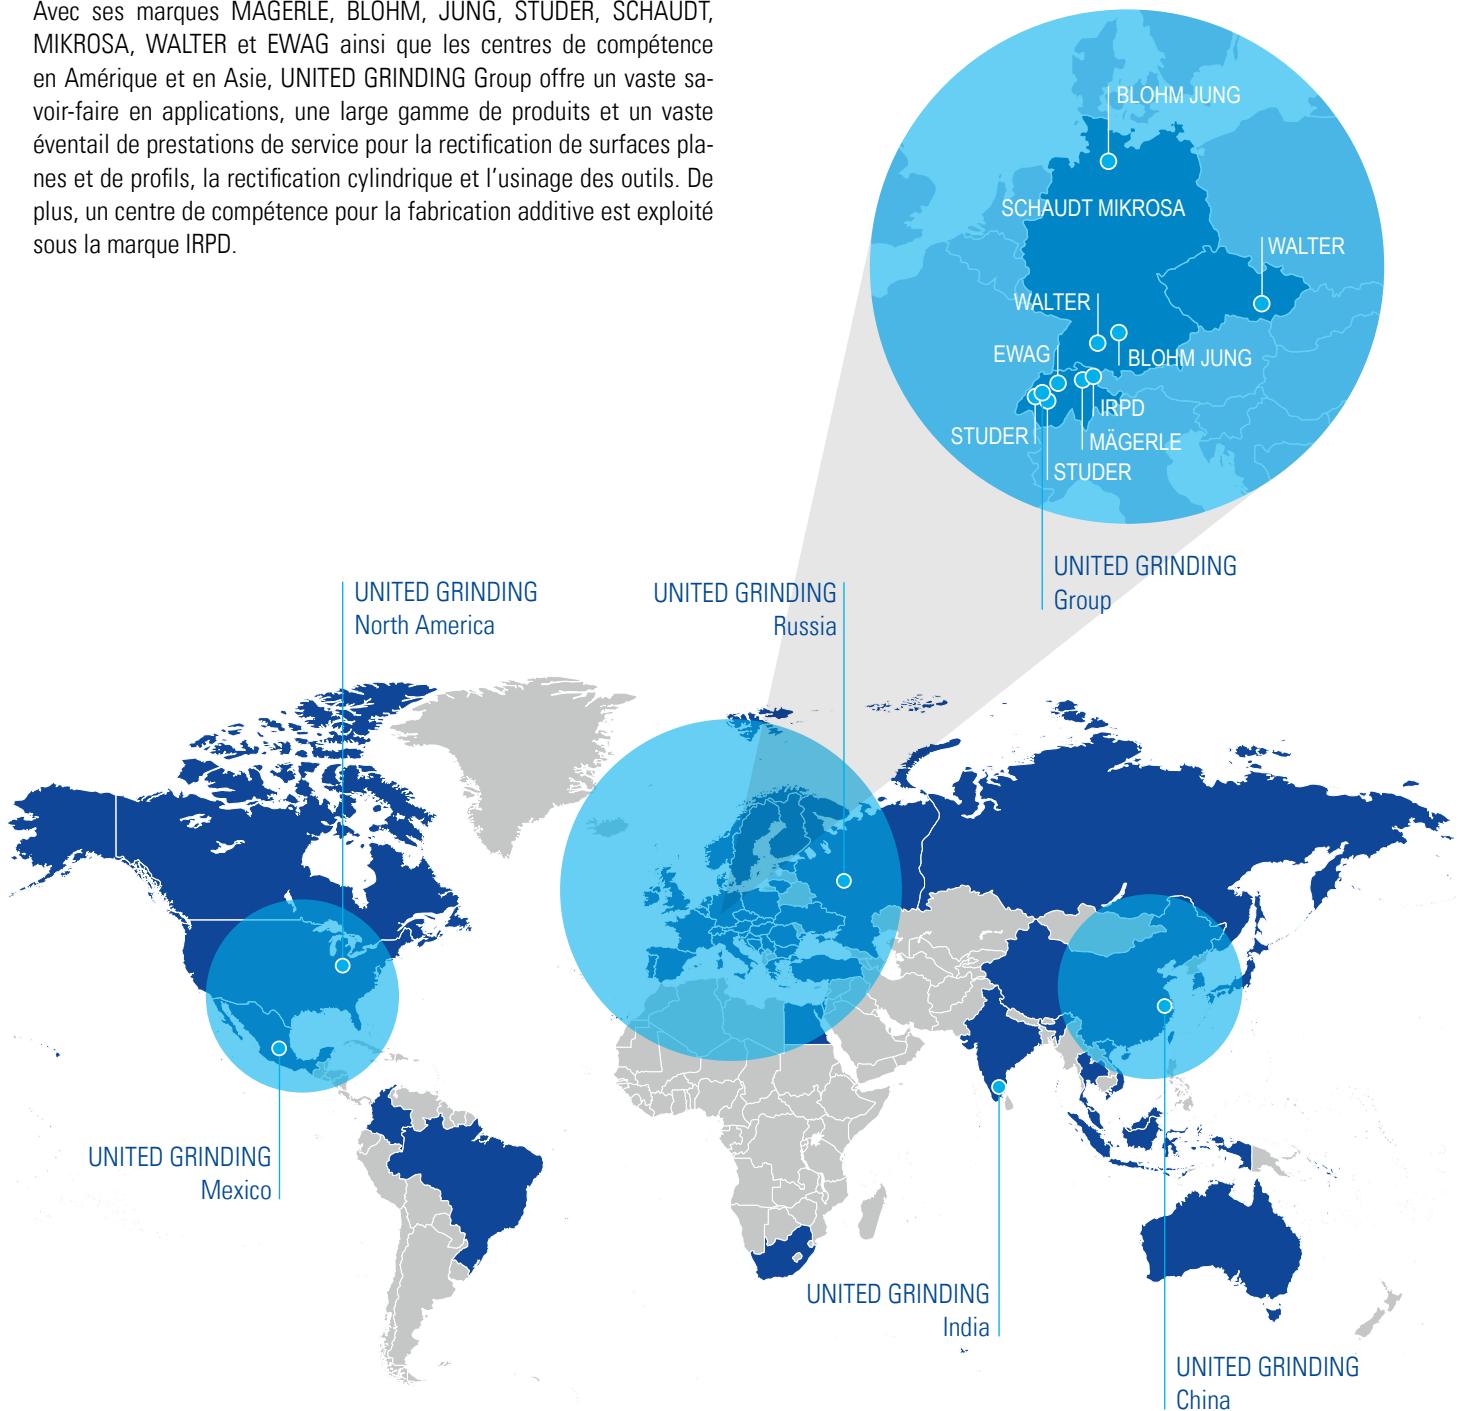 Avec ses marques MÄGERLE, BLOHM, JUNG, STUDER, SCHAUDT,
MIKROSA, WALTER et EWAG ainsi que les centres de compétence
en Amérique et en Asie, UNITED GRINDING Group offre un vaste sa-
voir-faire en applications, une large gamme de produits et un vaste
éventail de prestations de service pour la rectification de surfaces pla-
nes et de profils, la rectification cylindrique et l'usinage des outils. De
plus, un centre de compétence pour la fabrication additive est exploité
sous la marque IRPD.
BLOHM JUNG
SCHAUDT MIKROSA
WALTER
WALTER
EWAG
BLOHM JUNG
IRPD
STUDER
MÄGERLE
STUDER
UNITED GRINDING
Group
UNITED GRINDING
North America
UNITED GRINDING
Russia
UNITED GRINDING
Mexico
UNITED GRINDING
India
UNITED GRINDING
China